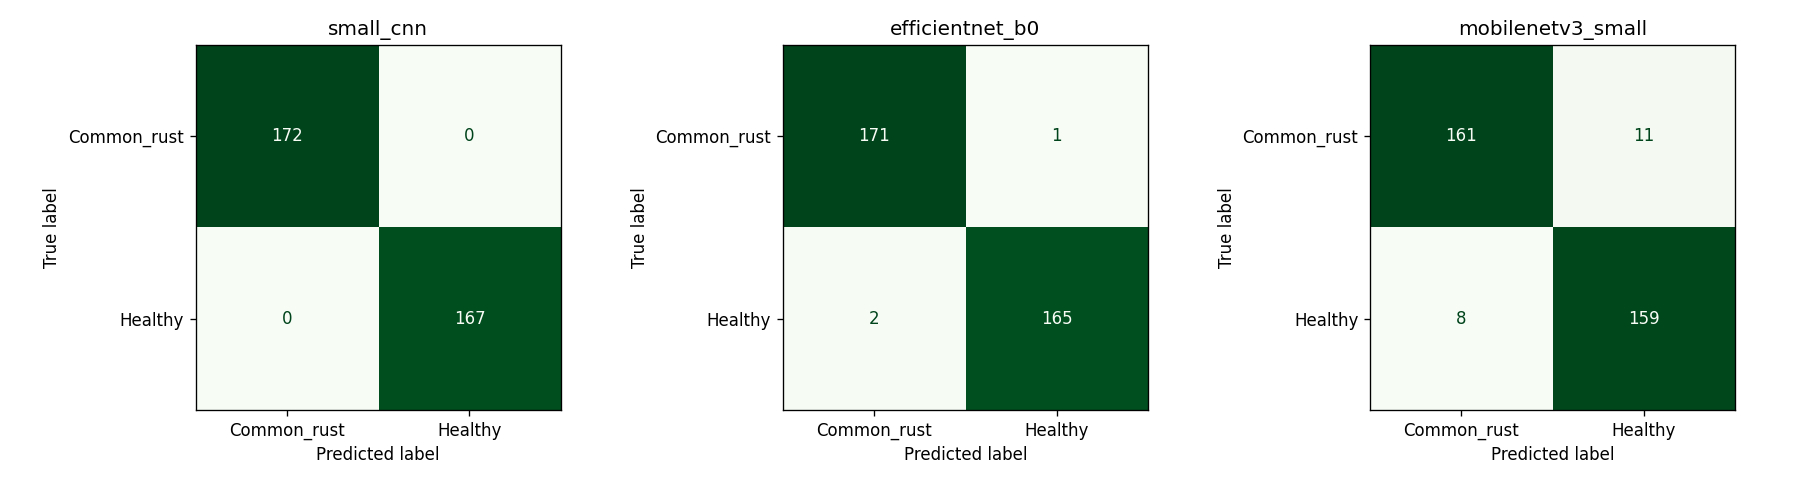 small_cnn
True label
Common_rust
Healthy
172
0
0
167
Common_rust
Healthy
Predicted label
efficientnet_b0
True label
Common_rust
Healthy
171
1
2
165
Common_rust
Healthy
Predicted label
mobilenetv3_small
True label
Common_rust
Healthy
161
11
8
159
Common_rust
Healthy
Predicted label